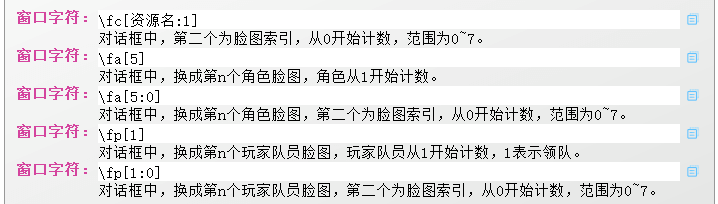 窗口字符：\fc[资源名:1]
对话框中，第二个为脸图索引，从0开始计数，范围为0~7。
窗口字符：\fa[5]
对话框中，换成第n个角色脸图，角色从1开始计数。
窗口字符：\fa[5:0]
对话框中，换成第n个角色脸图，第二个为脸图索引，从0开始计数，范围为0~7。
窗口字符：\fp[1]
对话框中，换成第n个玩家队员脸图，玩家队员从1开始计数，1表示领队。
窗口字符：\fp[1:0]
对话框中，换成第n个玩家队员脸图，第二个为脸图索引，从0开始计数，范围为0~7。